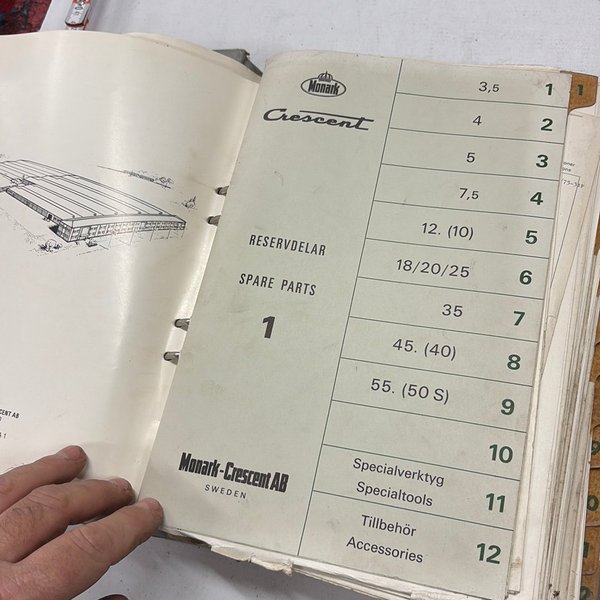 Monark
Crescent
RESERVDELAR
SPARE PARTS
1
Monark-Crescent AB
SWEDEN
3,5 1
4 2
5 3
7,5 4
12. (10) 5
18/20/25 6
35 7
45. (40) 8
55. (50 S) 9
10
Specialverktyg
Specialtools 11
Tillbehör
Accessories 12
1